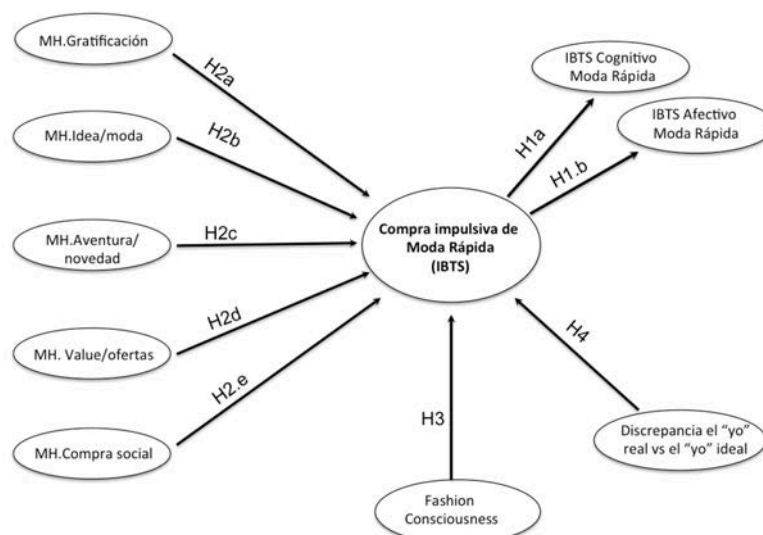 MH.Gratificación
H2a
MH.Idea/moda
H2b
MH.Aventura/
novedad
H2c
MH. Value/ofertas
H2d
MH.Compra social
H2.e
Compra impulsiva de
Moda Rápida
(IBTS)
IBTS Cognitivo
Moda Rápida
H1a
IBTS Afectivo
Moda Rápida
H1.b
H3
Fashion
Consciousness
H4
Discrepancia el “yo”
real vs el “yo” ideal